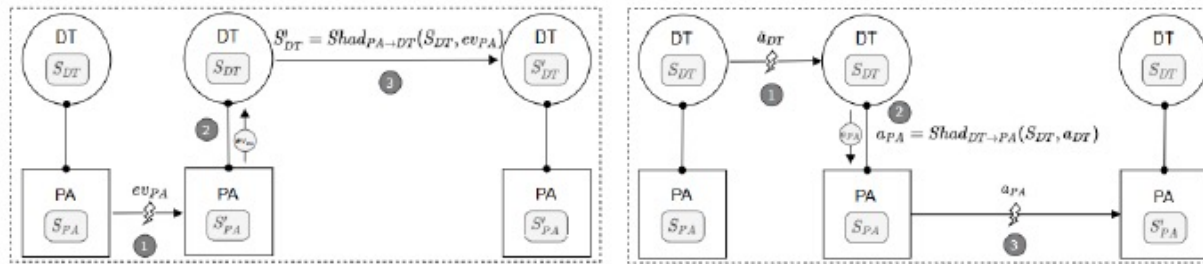 DT
S_DT
DT
S_DT
S'_DT = Shad_PA→DT(S_DT, ev_PA)
3
DT
S'_DT
2
ev_PA
PA
S_PA
ev_PA
1
PA
S'_PA
PA
S'_PA
DT
S_DT
a_DT
1
DT
S_DT
2
DT
S_DT
a_PA = Shad_DT→PA(S_DT, a_DT)
PA
S_PA
PA
S_PA
a_PA
3
PA
S'_PA